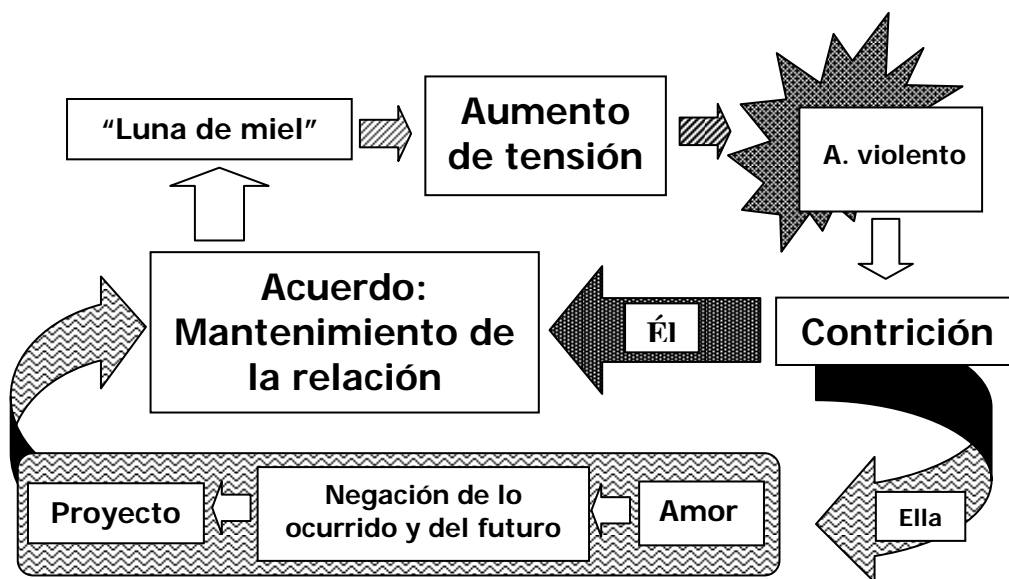 “Luna de miel”
Aumento
de tensión
A. violento
Acuerdo:
Mantenimiento de
la relación
Él
Contrición
Proyecto
Negación de lo
ocurrido y del futuro
Amor
Ella